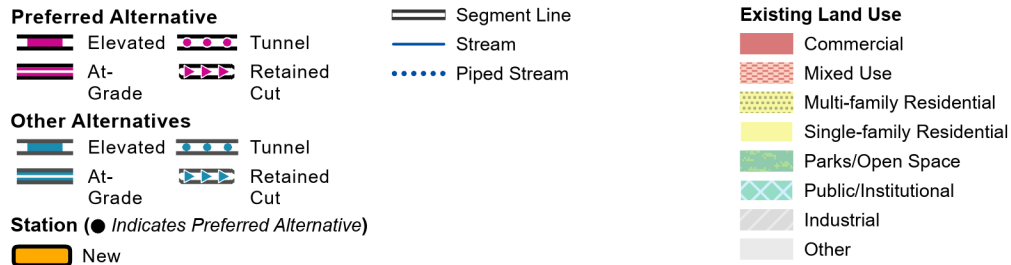 Preferred Alternative
Elevated
Tunnel
At-
Grade
Retained
Cut
Other Alternatives
Elevated
Tunnel
At-
Grade
Retained
Cut
Station (● Indicates Preferred Alternative)
New
Segment Line
Stream
Piped Stream
Existing Land Use
Commercial
Mixed Use
Multi-family Residential
Single-family Residential
Parks/Open Space
Public/Institutional
Industrial
Other